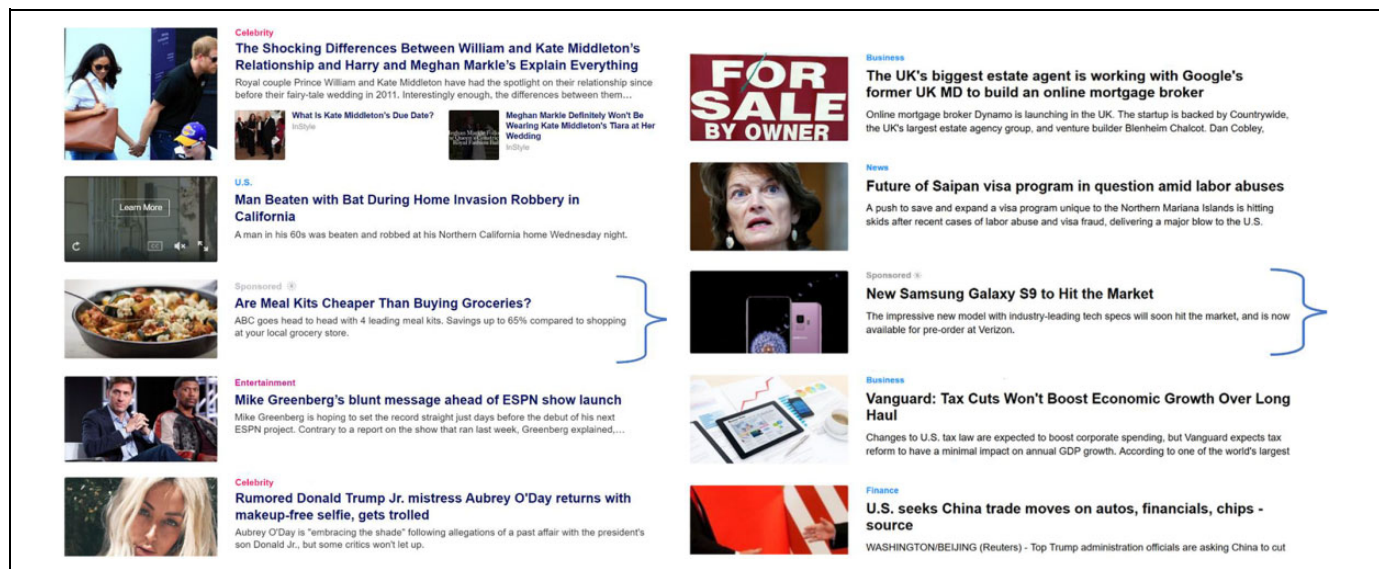 Celebrity
The Shocking Differences Between William and Kate Middleton's
Relationship and Harry and Meghan Markle's Explain Everything
Royal couple Prince William and Kate Middleton have had the spotlight on their relationship since
before their fairy-tale wedding in 2011. Interestingly enough, the differences between them…
What Is Kate Middleton's Due Date?
InStyle
Meghan Markle Definitely Won't Be
Wearing Kate Middleton's Tiara at Her
Wedding
InStyle
U.S.
Learn More
CC
Man Beaten with Bat During Home Invasion Robbery in
California
A man in his 60s was beaten and robbed at his Northern California home Wednesday night.
Sponsored
Are Meal Kits Cheaper Than Buying Groceries?
ABC goes head to head with 4 leading meal kits. Savings up to 65% compared to shopping
at your local grocery store.
Entertainment
Mike Greenberg's blunt message ahead of ESPN show launch
Mike Greenberg is hoping to set the record straight just days before the debut of his next
ESPN project. Contrary to a report on the show that ran last week, Greenberg explained,…
Celebrity
Rumored Donald Trump Jr. mistress Aubrey O'Day returns with
makeup-free selfie, gets trolled
Aubrey O'Day is "embracing the shade" following allegations of a past affair with the president's
son Donald Jr., but some critics won't let up.
FOR
SALE
BY OWNER
Business
The UK's biggest estate agent is working with Google's
former UK MD to build an online mortgage broker
Online mortgage broker Dynamo is launching in the UK. The startup is backed by Countrywide,
the UK's largest estate agency group, and venture builder Blenheim Chalcot. Dan Cobley,
News
Future of Saipan visa program in question amid labor abuses
A push to save and expand a visa program unique to the Northern Mariana Islands is hitting
skids after recent cases of labor abuse and visa fraud, delivering a major blow to the U.S.
Sponsored
New Samsung Galaxy S9 to Hit the Market
The impressive new model with industry-leading tech specs will soon hit the market, and is now
available for pre-order at Verizon.
Business
Vanguard: Tax Cuts Won't Boost Economic Growth Over Long
Haul
Changes to U.S. tax law are expected to boost corporate spending, but Vanguard expects tax
reform to have a minimal impact on annual GDP growth. According to one of the world's largest
Finance
U.S. seeks China trade moves on autos, financials, chips -
source
WASHINGTON/BEIJING (Reuters) - Top Trump administration officials are asking China to cut